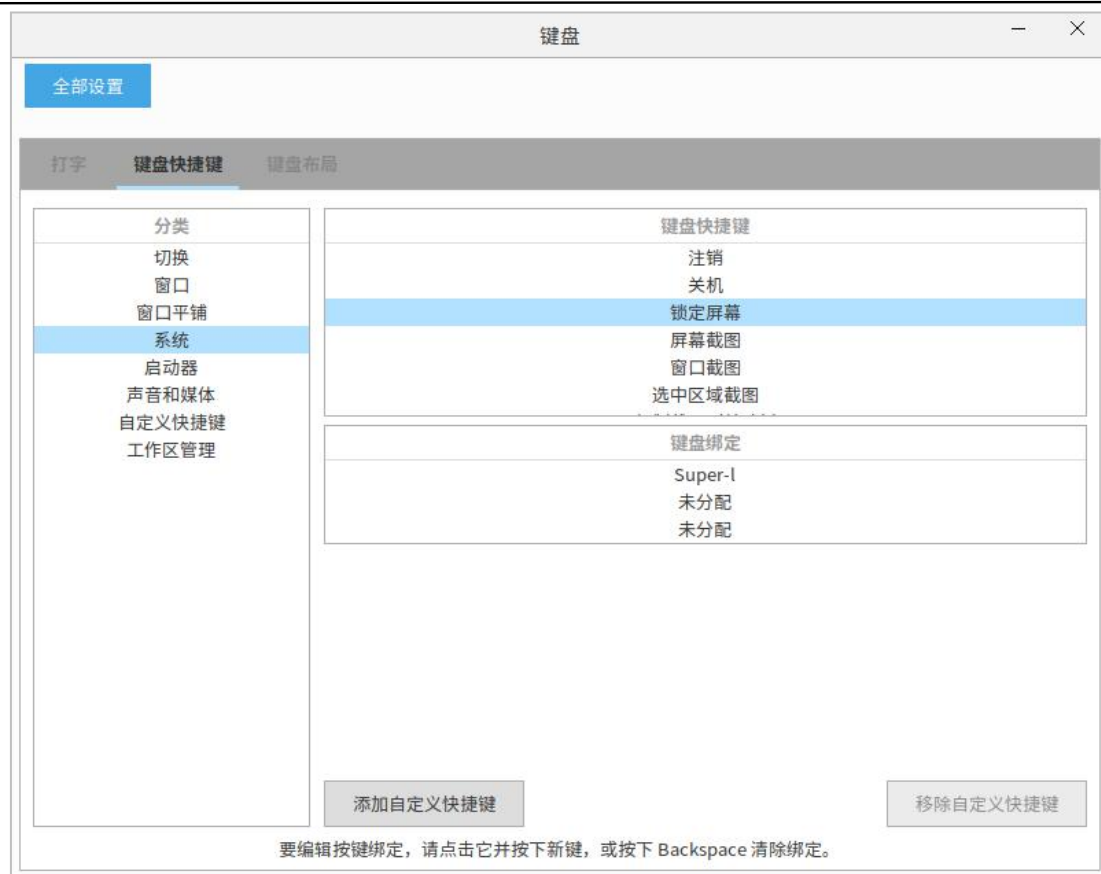 键盘
全部设置
打字 键盘快捷键 键盘布局
分类
切换
窗口
窗口平铺
系统
启动器
声音和媒体
自定义快捷键
工作区管理
键盘快捷键
注销
关机
锁定屏幕
屏幕截图
窗口截图
选中区域截图
键盘绑定
Super-l
未分配
未分配
添加自定义快捷键 移除自定义快捷键
要编辑按键绑定，请点击它并按下新键，或按下 Backspace 清除绑定。